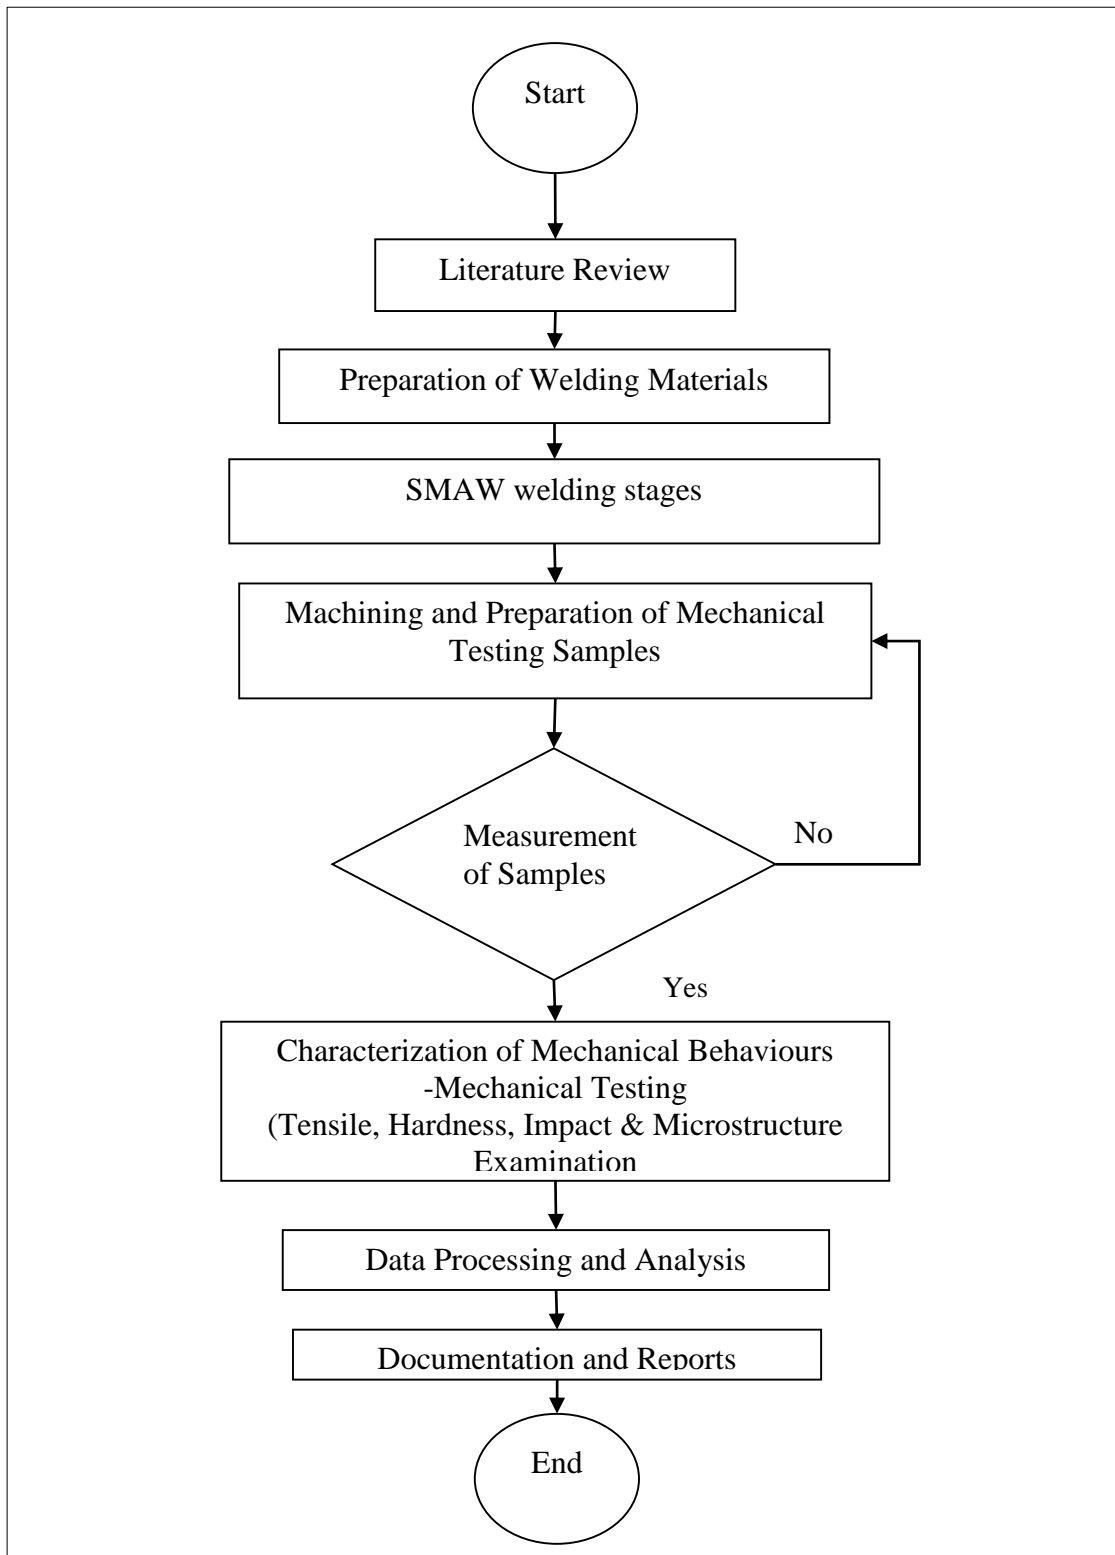 Start
Literature Review
Preparation of Welding Materials
SMAW welding stages
Machining and Preparation of Mechanical
Testing Samples
Measurement
of Samples
No
Yes
Characterization of Mechanical Behaviours
-Mechanical Testing
(Tensile, Hardness, Impact & Microstructure
Examination
Data Processing and Analysis
Documentation and Reports
End